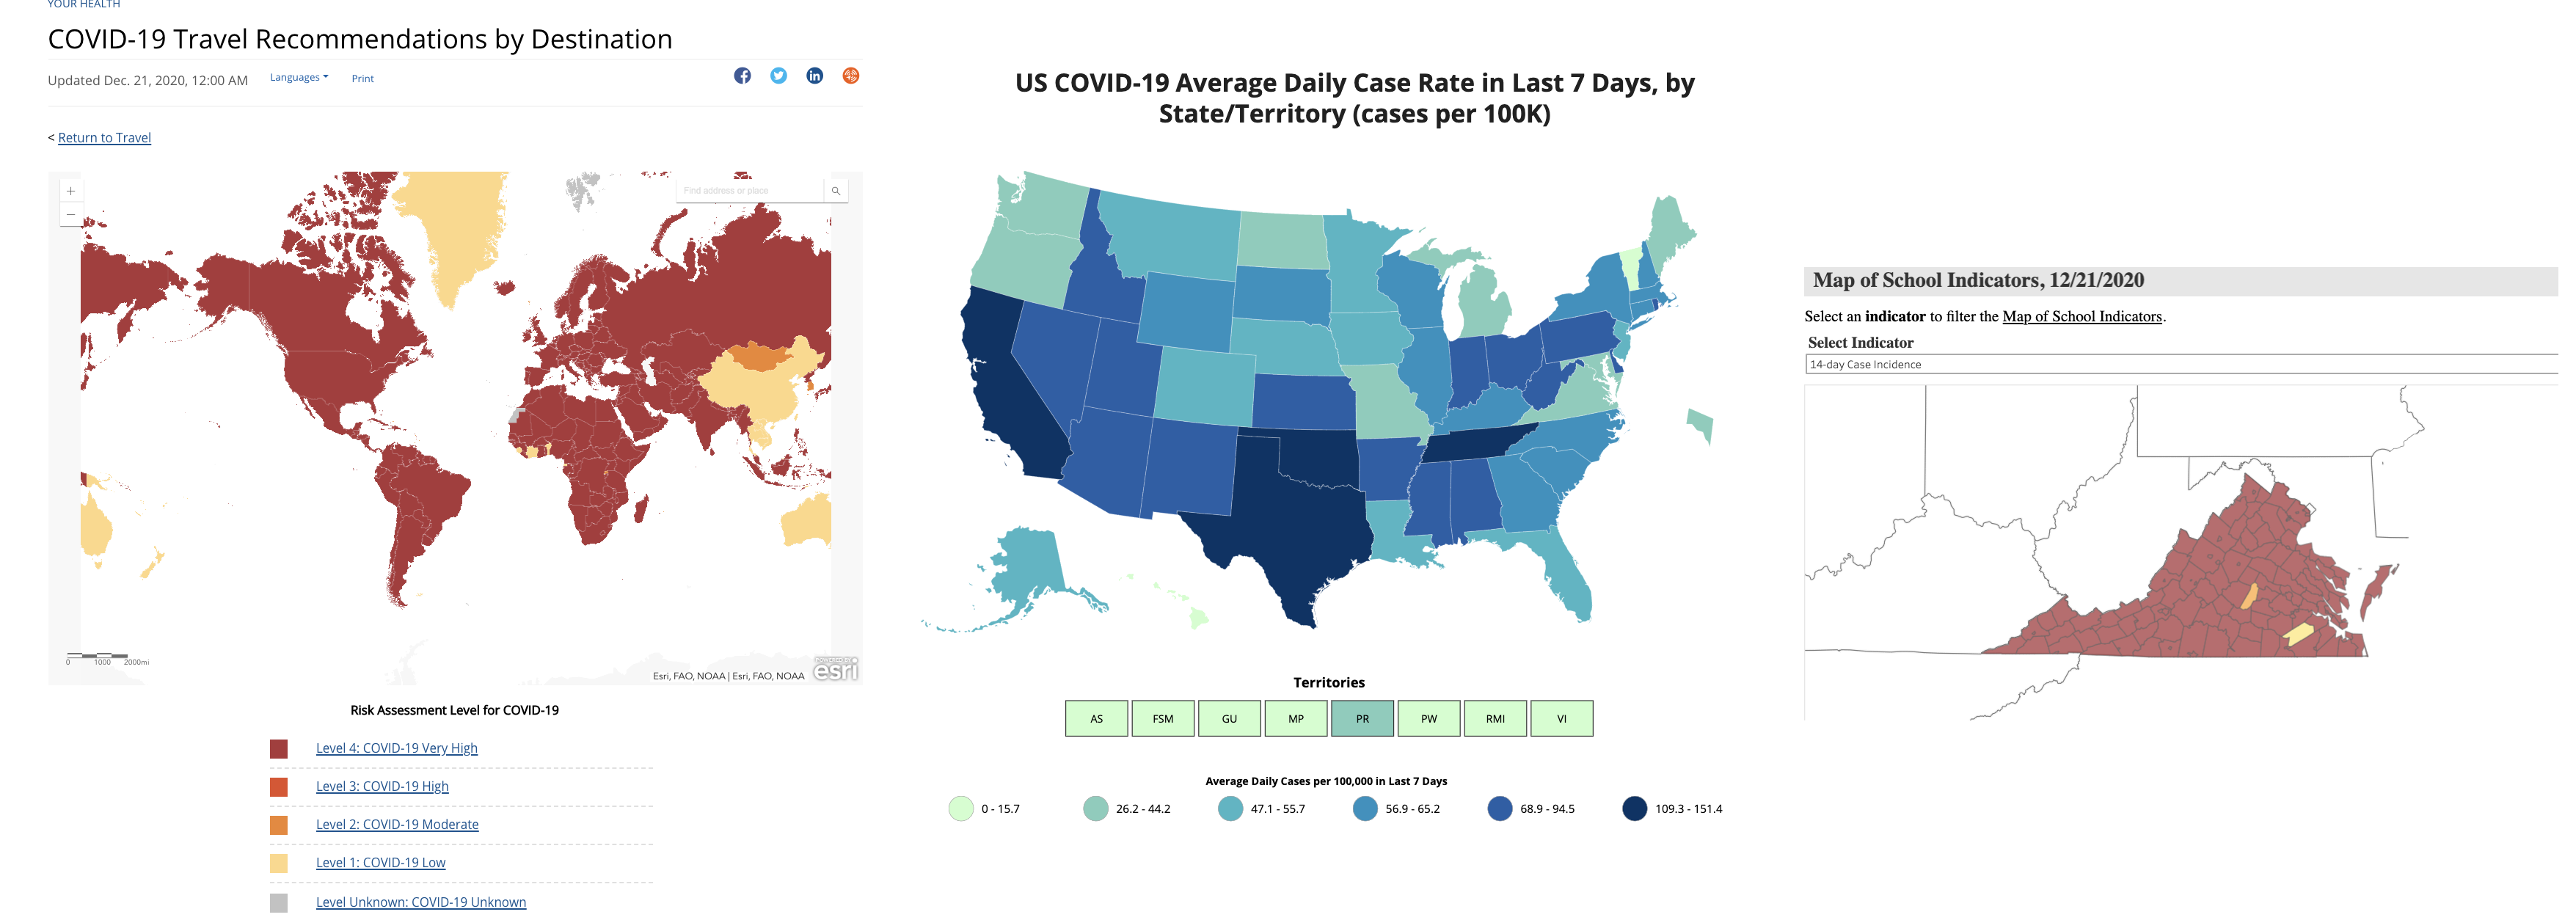 YOUR HEALTH
COVID-19 Travel Recommendations by Destination
Updated Dec. 21, 2020, 12:00 AM
Languages
Print
< Return to Travel
+
−
Find address or place
0 1000 2000mi
Esri, FAO, NOAA | Esri, FAO, NOAA
POWERED BY
esri
Risk Assessment Level for COVID-19
Level 4: COVID-19 Very High
Level 3: COVID-19 High
Level 2: COVID-19 Moderate
Level 1: COVID-19 Low
Level Unknown: COVID-19 Unknown
US COVID-19 Average Daily Case Rate in Last 7 Days, by
State/Territory (cases per 100K)
Territories
AS FSM GU MP PR PW RMI VI
Average Daily Cases per 100,000 in Last 7 Days
0 - 15.7 26.2 - 44.2 47.1 - 55.7 56.9 - 65.2 68.9 - 94.5 109.3 - 151.4
Map of School Indicators, 12/21/2020
Select an indicator to filter the Map of School Indicators.
Select Indicator
14-day Case Incidence